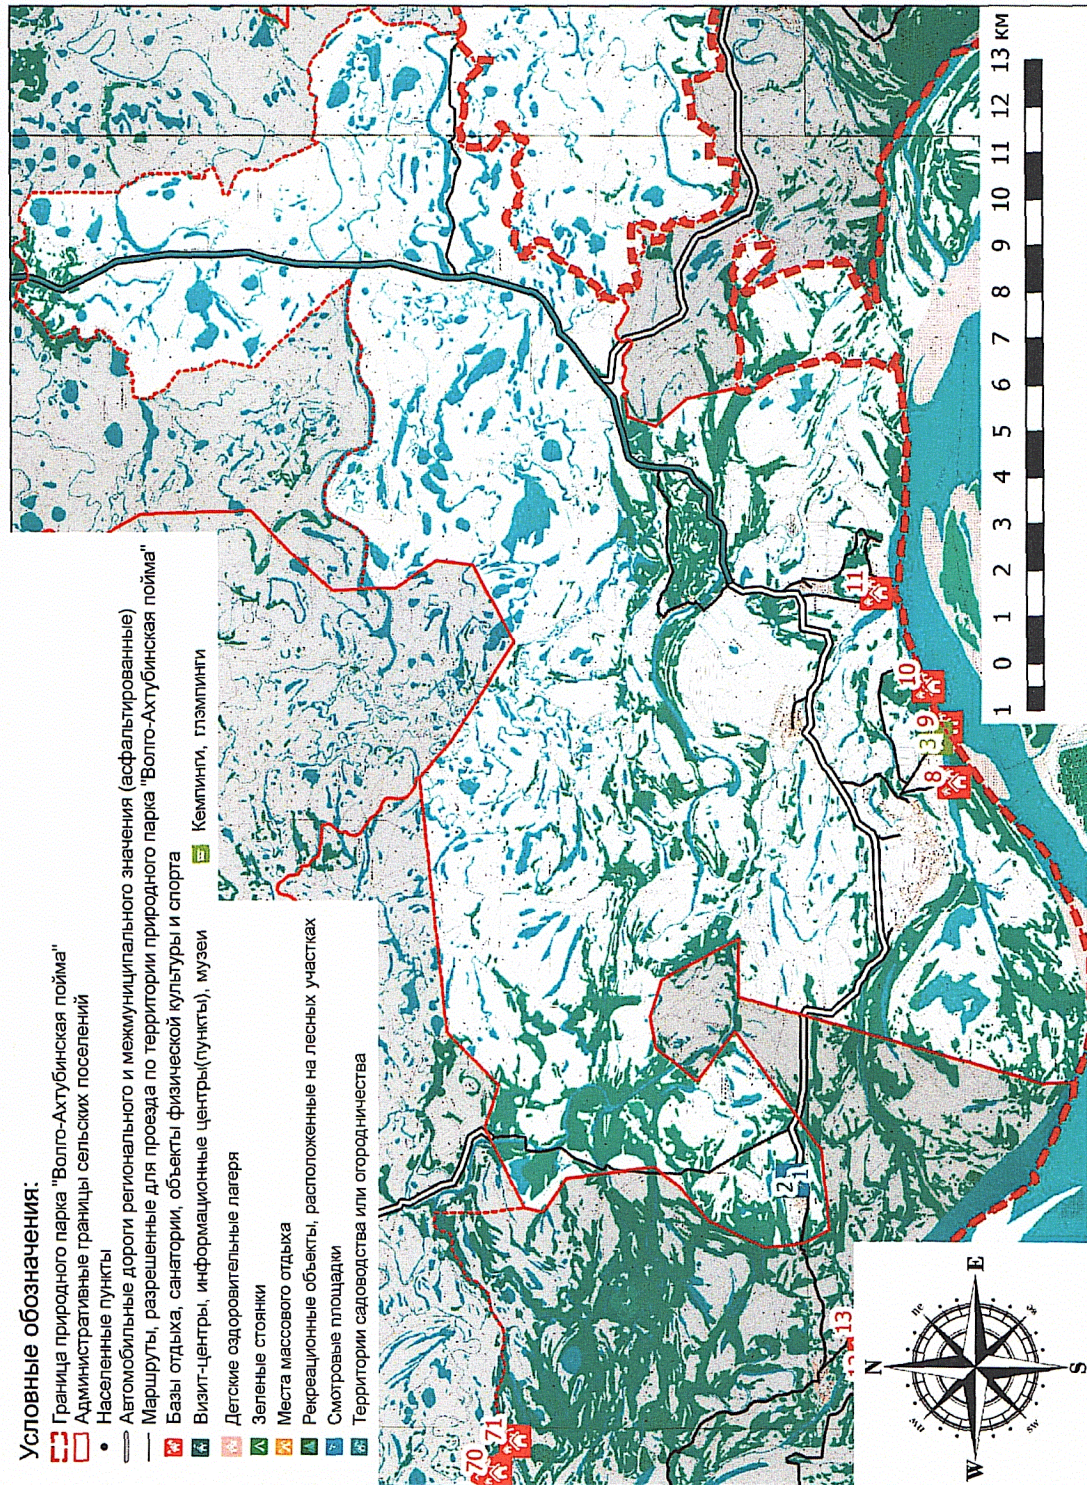 Условные обозначения:
Граница природного парка "Волго-Ахтубинская пойма"
Административные границы сельских поселений
Населенные пункты
Автомобильные дороги регионального и межмуниципального значения (асфальтированные)
Маршруты, разрешенные для проезда по территории природного парка "Волго-Ахтубинская пойма"
Базы отдыха, санатории, объекты физической культуры и спорта
Визит-центры, информационные центры(пункты), музеи
Кемпинги, глэмпинги
Детские оздоровительные лагеря
Зеленые стоянки
Места массового отдыха
Рекреационные объекты, расположенные на лесных участках
Смотровые площадки
Территории садоводства или огородничества
70
71
2
1
13
8
3
9
10
11
N
ne
E
os
S
sw
W
1 0 1 2 3 4 5 6 7 8 9 10 11 12 13 км